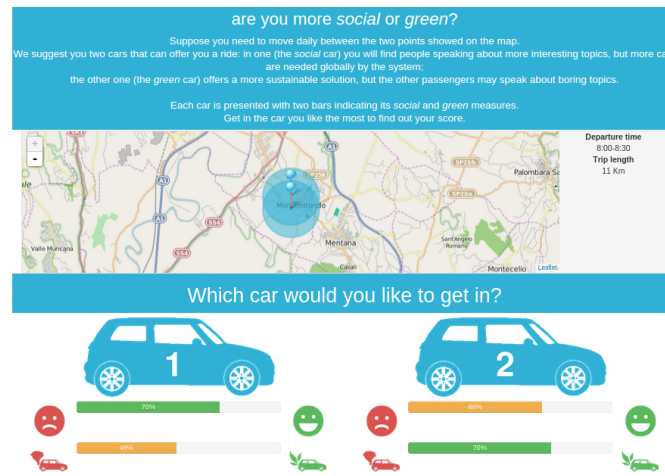 are you more social or green?
Suppose you need to move daily between the two points showed on the map.
We suggest you two cars that can offer you a ride: in one (the social car) you will find people speaking about more interesting topics, but more ca
are needed globally by the system;
the other one (the green car) offers a more sustainable solution, but the other passengers may speak about boring topics.
Each car is presented with two bars indicating its social and green measures.
Get in the car you like the most to find out your score.
+
-
A1
SP23a
Palombara Sa
SS4
Mentana
Sant'Angelo
Romano
Valle Muricana
Casali
Montecelio
Leaflet
Departure time
8:00-8:30
Trip length
11 Km
Which car would you like to get in?
1
2
70%
49%
70%